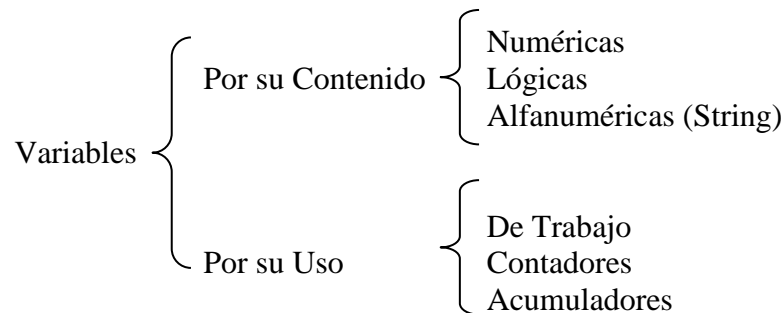 Variables
Por su Contenido
Numéricas
Lógicas
Alfanuméricas (String)
Por su Uso
De Trabajo
Contadores
Acumuladores